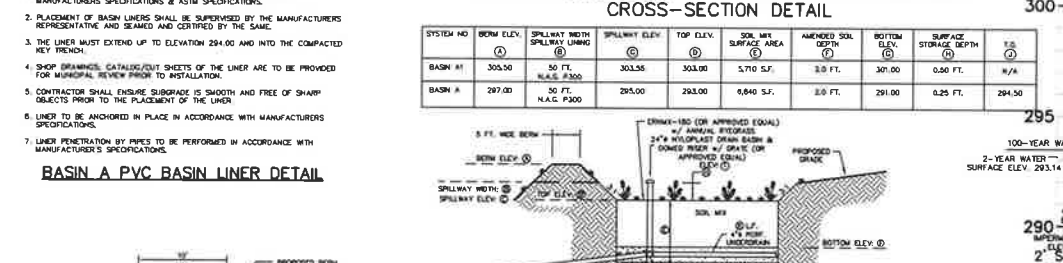 MANUFACTURERS SPECIFICATIONS & ASTM SPECIFICATIONS.
2. PLACEMENT OF BASIN LINERS SHALL BE SUPERVISED BY THE MANUFACTURERS
REPRESENTATIVE AND SEAMED AND CERTIFIED BY THE SAME.
3. THE LINER MUST EXTEND UP TO ELEVATION 294.00 AND INTO THE COMPACTED
KEY TRENCH.
4. SHOP DRAWINGS, CATALOG/CUT SHEETS OF THE LINER ARE TO BE PROVIDED
FOR MUNICIPAL REVIEW PRIOR TO INSTALLATION.
5. CONTRACTOR SHALL ENSURE SUBGRADE IS SMOOTH AND FREE OF SHARP
OBJECTS PRIOR TO THE PLACEMENT OF THE LINER.
6. LINER TO BE ANCHORED IN PLACE IN ACCORDANCE WITH MANUFACTURERS
SPECIFICATIONS.
7. LINER PENETRATION BY PIPES TO BE PERFORMED IN ACCORDANCE WITH
MANUFACTURER'S SPECIFICATIONS.
BASIN A PVC BASIN LINER DETAIL
10'
PROPOSED BERM
CROSS-SECTION DETAIL
SYSTEM NO BERM ELEV. SPILLWAY WIDTH SPILLWAY ELEV. TOP ELEV. SOIL MIX AMENDED SOIL BOTTOM SURFACE
SPILLWAY LINING SURFACE AREA DEPTH ELEV. STORAGE DEPTH
A B C D E F G H J
BASIN A1 305.50 50 FT. 303.55 303.00 5,710 S.F. 2.0 FT. 301.00 0.50 FT. N/A
N.A.G. P300
BASIN A 297.00 50 FT. 295.00 293.00 6,640 S.F. 2.0 FT. 291.00 0.25 FT. 294.50
N.A.G. P300
ERNMX-180 (OR APPROVED EQUAL)
W/ ANNUAL RYEGRASS
5 FT. WIDE BERM
24"ø NYLOPLAST DRAIN BASIN &
DOMED RISER W/ GRATE (OR
APPROVED EQUAL)
PROPOSED
GRADE
BERM ELEV: A
SPILLWAY WIDTH: B
SPILLWAY ELEV: C
TOP ELEV: D
SOIL MIX
L.F.
4"ø PERF.
UNDERDRAIN
BOTTOM ELEV:
300
295
100-YEAR
2-YEAR WATER
SURFACE ELEV. 293.14
290